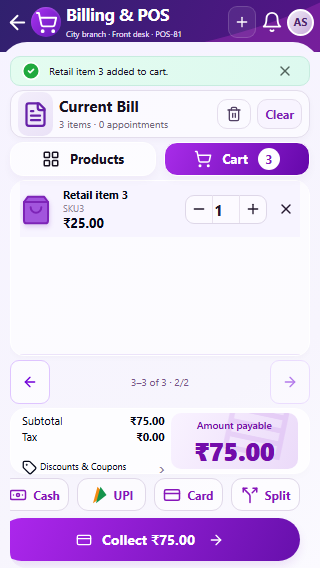 Billing & POS
City branch · Front desk · POS-81
AS
Retail item 3 added to cart.
Current Bill
3 items · 0 appointments
Clear
Products
Cart 3
Retail item 3
SKU3
₹25.00
1
3–3 of 3 · 2/2
Subtotal ₹75.00
Tax ₹0.00
Discounts & Coupons
Amount payable
₹75.00
Cash
UPI
Card
Split
Collect ₹75.00